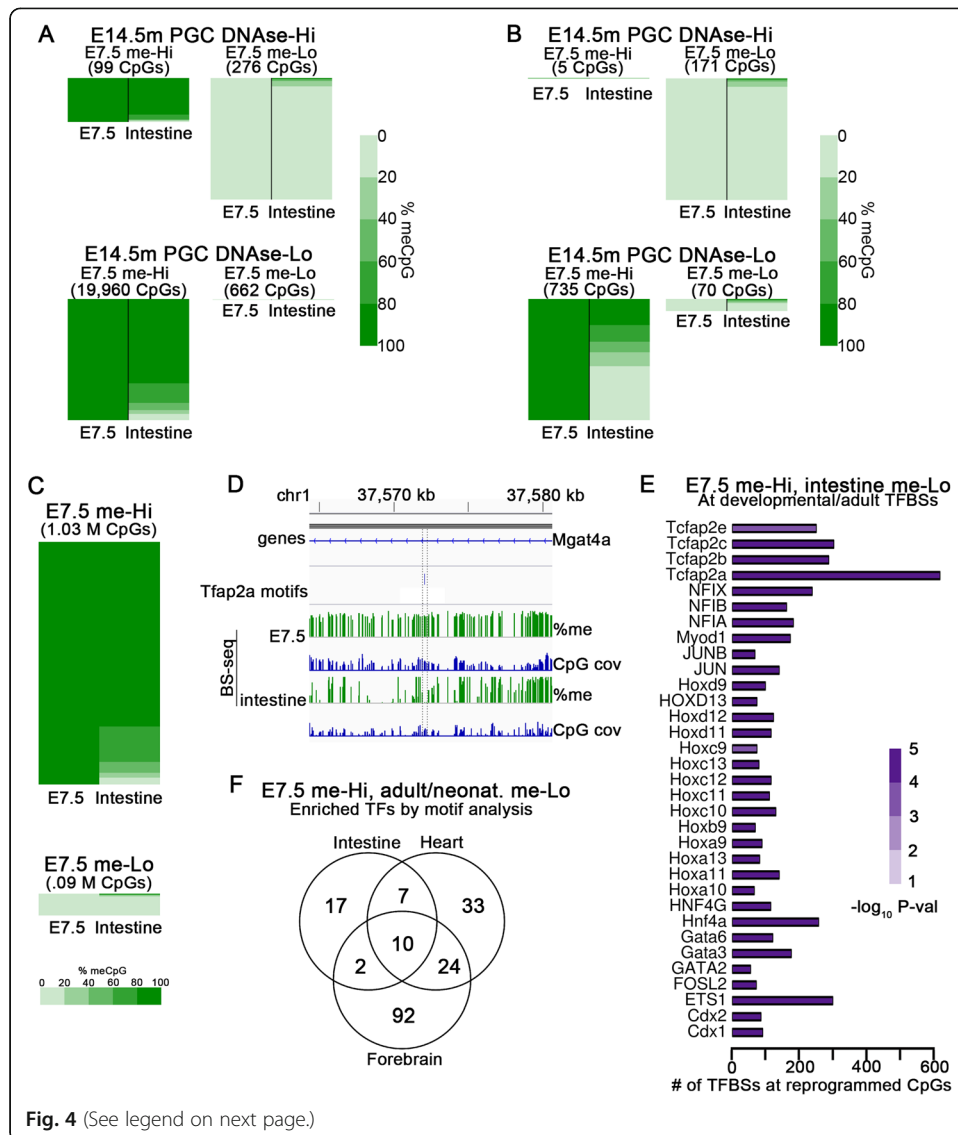 A
E14.5m PGC DNAse-Hi
E7.5 me-Hi
(99 CpGs)
E7.5 me-Lo
(276 CpGs)
E7.5 Intestine
E7.5 Intestine
E14.5m PGC DNAse-Lo
E7.5 me-Hi
(19,960 CpGs)
E7.5 me-Lo
(662 CpGs)
E7.5 Intestine
E7.5 Intestine
0
20
40
60
80
100
% meCpG
B
E14.5m PGC DNAse-Hi
E7.5 me-Hi
(5 CpGs)
E7.5 me-Lo
(171 CpGs)
E7.5 Intestine
E7.5 Intestine
E14.5m PGC DNAse-Lo
E7.5 me-Hi
(735 CpGs)
E7.5 me-Lo
(70 CpGs)
E7.5 Intestine
E7.5 Intestine
0
20
40
60
80
100
% meCpG
C
E7.5 me-Hi
(1.03 M CpGs)
E7.5 Intestine
E7.5 me-Lo
(.09 M CpGs)
E7.5 Intestine
% meCpG
0 20 40 60 80 100
D
chr1 37,570 kb 37,580 kb
genes Mgat4a
Tfap2a motifs
BS-seq
E7.5 %me
CpG cov
intestine %me
CpG cov
E
E7.5 me-Hi, intestine me-Lo
At developmental/adult TFBSs
Tcfap2e
Tcfap2c
Tcfap2b
Tcfap2a
NFIX
NFIB
NFIA
Myod1
JUNB
JUN
Hoxd9
HOXD13
Hoxd12
Hoxd11
Hoxc9
Hoxc13
Hoxc12
Hoxc11
Hoxc10
Hoxb9
Hoxa9
Hoxa13
Hoxa11
Hoxa10
HNF4G
Hnf4a
Gata6
Gata3
GATA2
FOSL2
ETS1
Cdx2
Cdx1
0 200 400 600
# of TFBSs at reprogrammed CpGs
5
4
3
2
1
-log10 P-val
F
E7.5 me-Hi, adult/neonat. me-Lo
Enriched TFs by motif analysis
Intestine Heart
17 7 33
10
2 24
92
Forebrain
Fig. 4 (See legend on next page.)